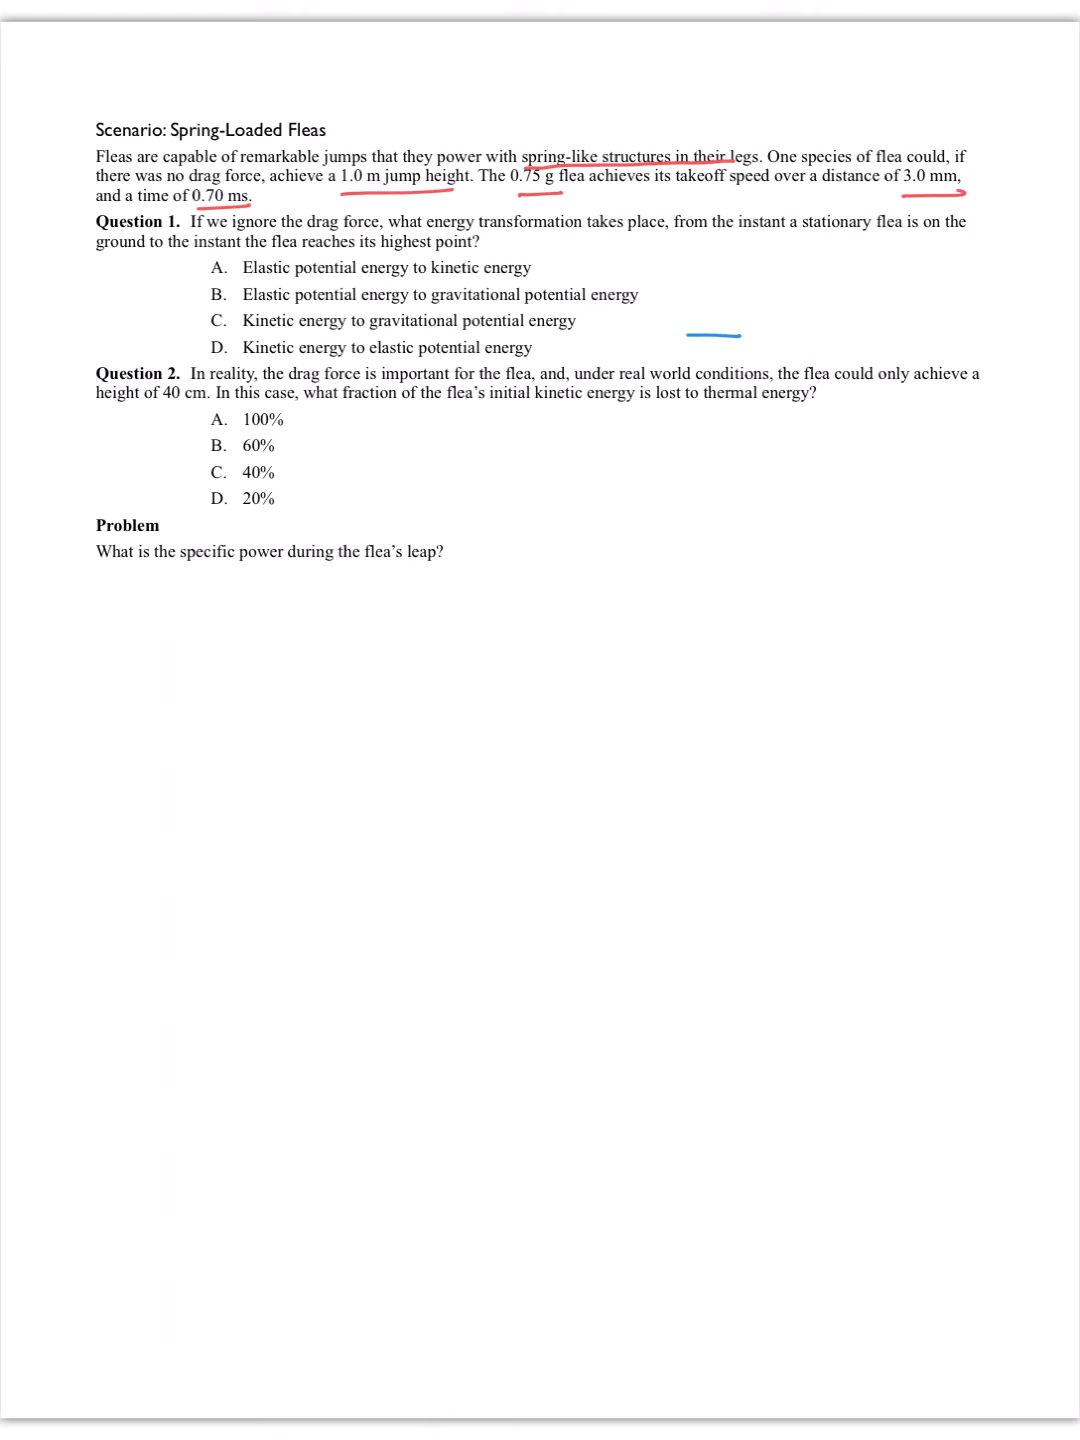 Scenario: Spring-Loaded Fleas
Fleas are capable of remarkable jumps that they power with spring-like structures in their legs. One species of flea could, if
there was no drag force, achieve a 1.0 m jump height. The 0.75 g flea achieves its takeoff speed over a distance of 3.0 mm,
and a time of 0.70 ms.
Question 1. If we ignore the drag force, what energy transformation takes place, from the instant a stationary flea is on the
ground to the instant the flea reaches its highest point?
A. Elastic potential energy to kinetic energy
B. Elastic potential energy to gravitational potential energy
C. Kinetic energy to gravitational potential energy
D. Kinetic energy to elastic potential energy
Question 2. In reality, the drag force is important for the flea, and, under real world conditions, the flea could only achieve a
height of 40 cm. In this case, what fraction of the flea’s initial kinetic energy is lost to thermal energy?
A. 100%
B. 60%
C. 40%
D. 20%
Problem
What is the specific power during the flea’s leap?